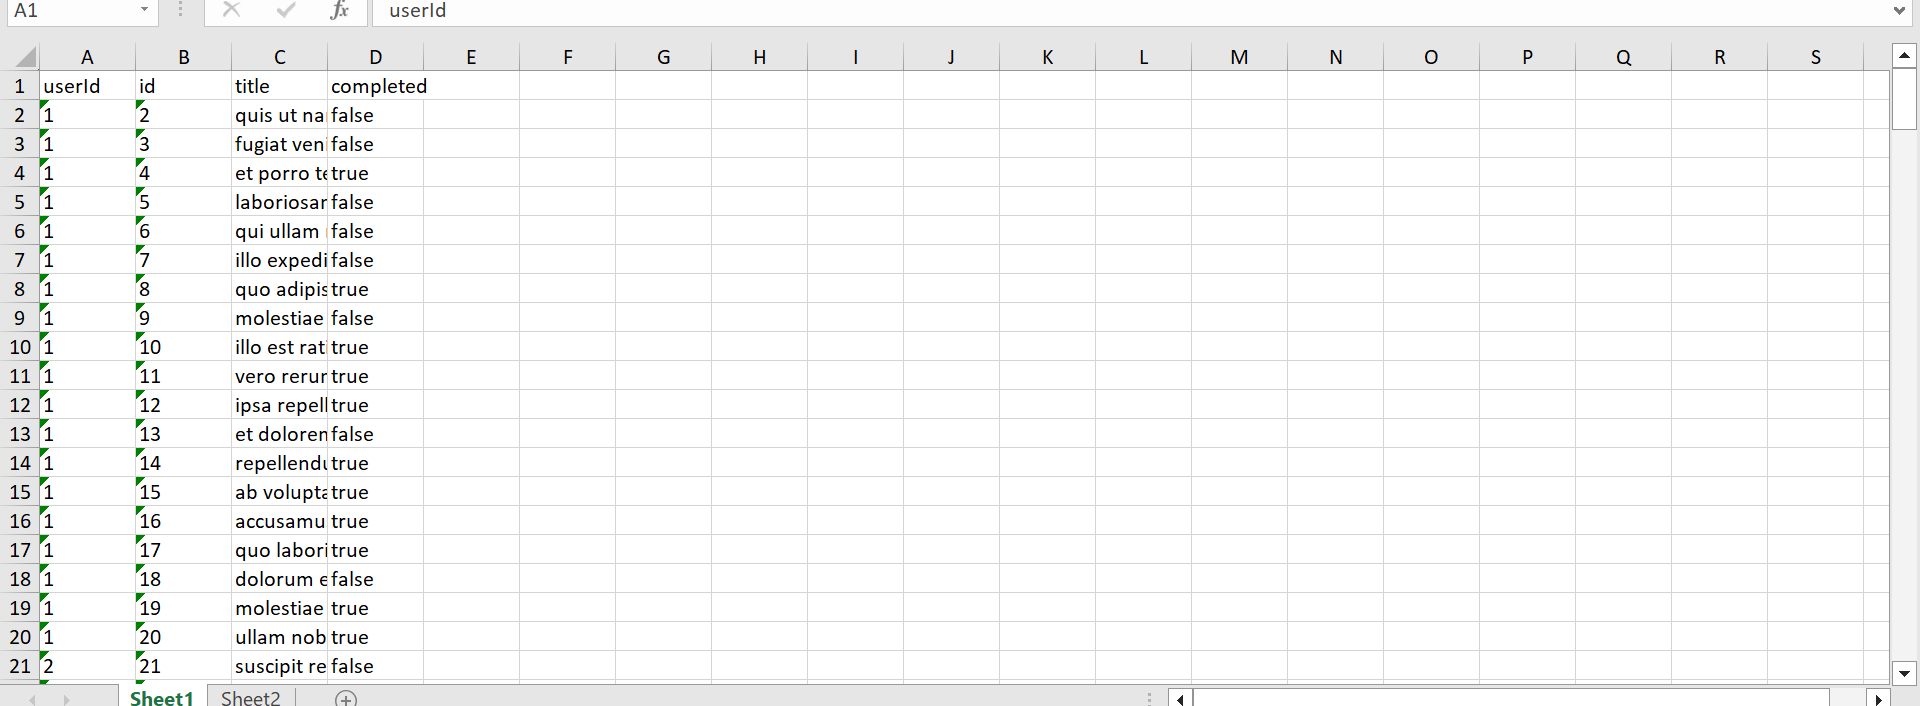 A1 fx userId
A B C D E F G H I J K L M N O P Q R S
1 userId id title completed
2 1 2 quis ut na false
3 1 3 fugiat veni false
4 1 4 et porro te true
5 1 5 laboriosar false
6 1 6 qui ullam false
7 1 7 illo expedi false
8 1 8 quo adipis true
9 1 9 molestiae false
10 1 10 illo est rati true
11 1 11 vero rerur true
12 1 12 ipsa repell true
13 1 13 et dolorem false
14 1 14 repellendu true
15 1 15 ab volupta true
16 1 16 accusamu true
17 1 17 quo labori true
18 1 18 dolorum e false
19 1 19 molestiae true
20 1 20 ullam nob true
21 2 21 suscipit re false
Sheet1 Sheet2